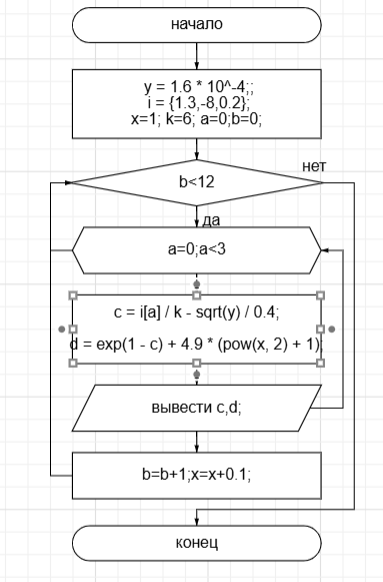 начало
y = 1.6 * 10^-4;;
i = {1.3,-8,0.2};
x=1; k=6; a=0;b=0;
нет
b<12
да
a=0;a<3
c = i[a] / k - sqrt(y) / 0.4;
d = exp(1 - c) + 4.9 * (pow(x, 2) + 1)
вывести c,d;
b=b+1;x=x+0.1;
конец